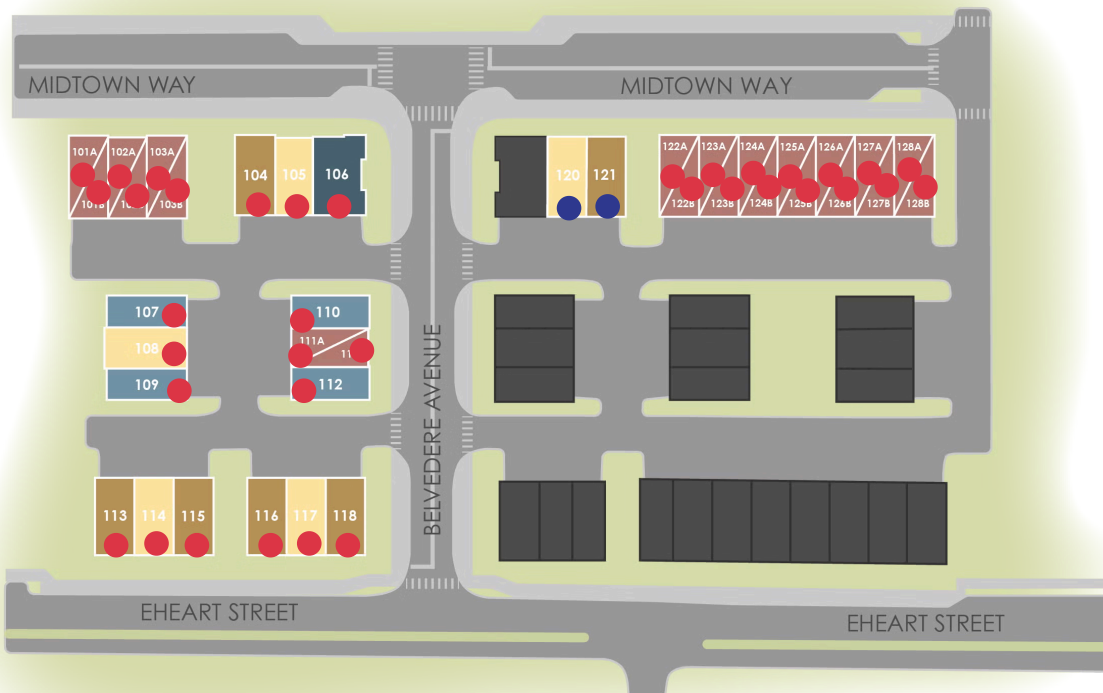 MIDTOWN WAY
MIDTOWN WAY
101A
102A
103A
103B
104
105
106
120
121
122A
123A
124A
125A
126A
127A
128A
122B
123B
124B
125B
126B
127B
128B
107
108
109
110
111A
112
BELVEDERE AVENUE
113
114
115
116
117
118
EHEART STREET
EHEART STREET